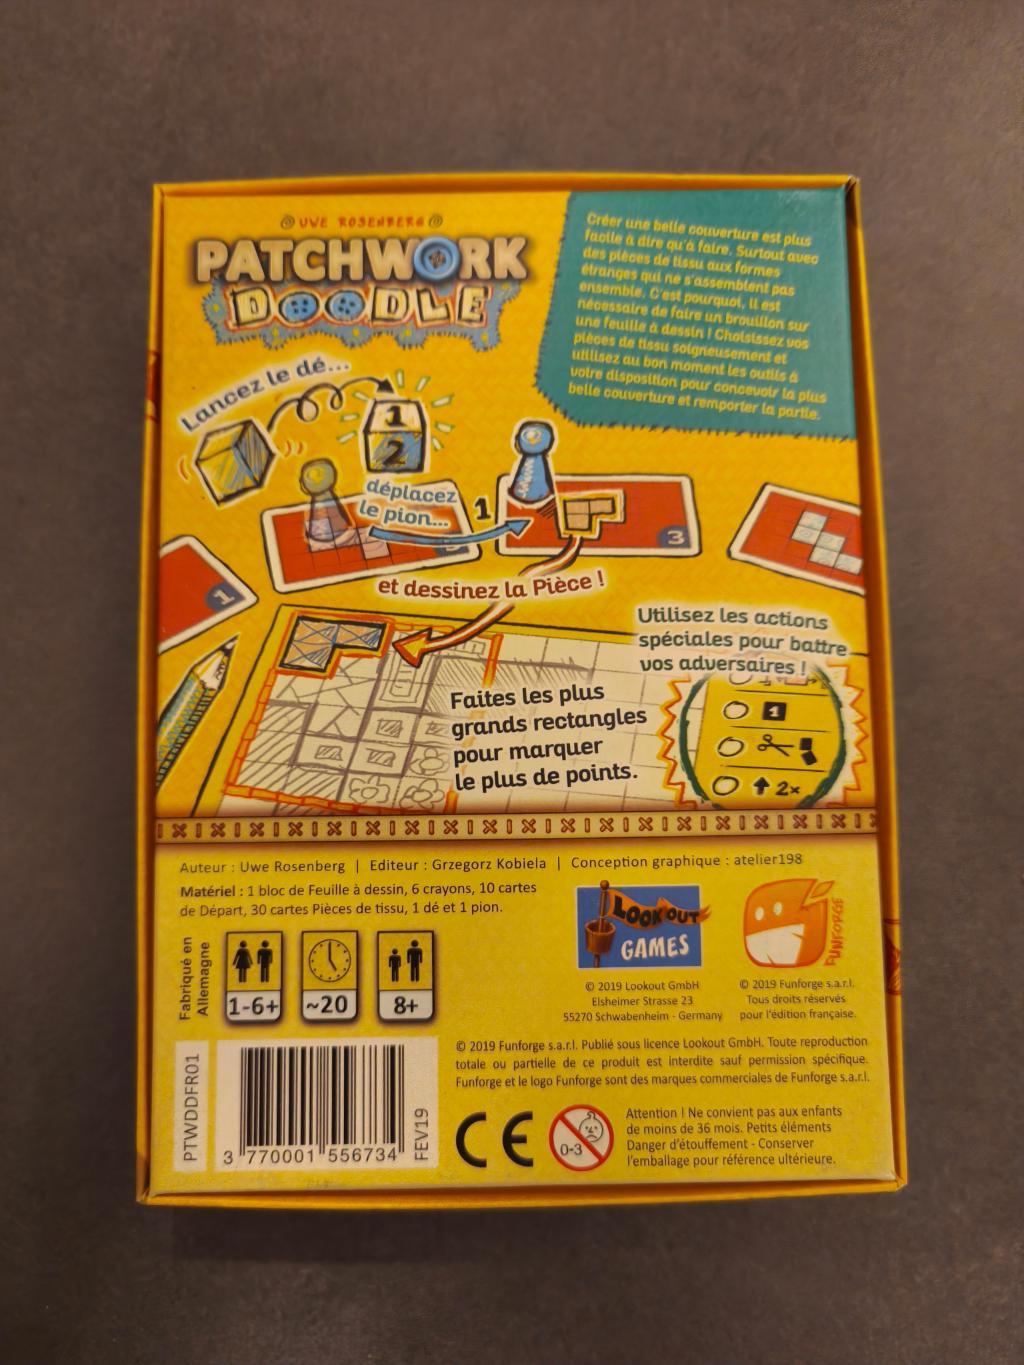 UWE ROSENBERG
PATCHWORK
DOODLE
Créer une belle couverture est plus
facile à dire qu'à faire. Surtout avec
des pièces de tissu aux formes
étranges qui ne s'assemblent pas
ensemble. C'est pourquoi, il est
nécessaire de faire un brouillon sur
une feuille à dessin ! Choisissez vos
pièces de tissu soigneusement et
utilisez au bon moment les outils à
votre disposition pour concevoir la plus
belle couverture et remporter la partie.
Lancez le dé...
1
2
déplacez
le pion...
1
3
1
et dessinez la Pièce !
Utilisez les actions
spéciales pour battre
vos adversaires !
Faites les plus
grands rectangles
pour marquer
le plus de points.
1
2x
Auteur : Uwe Rosenberg | Editeur : Grzegorz Kobiela | Conception graphique : atelier198
Matériel : 1 bloc de Feuille à dessin, 6 crayons, 10 cartes
de Départ, 30 cartes Pièces de tissu, 1 dé et 1 pion.
Fabriqué en
Allemagne
1-6+
~20
8+
LOOKOUT
GAMES
FUNFORGE
© 2019 Lookout GmbH
Elsheimer Strasse 23
55270 Schwabenheim - Germany
© 2019 Funforge s.a.r.l.
Tous droits réservés
pour l'édition française.
© 2019 Funforge s.a.r.l. Publié sous licence Lookout GmbH. Toute reproduction
totale ou partielle de ce produit est interdite sauf permission spécifique.
Funforge et le logo Funforge sont des marques commerciales de Funforge s.a.r.l.
PTWDDFR01
3 770001 556734
FEV19
CE
0-3
Attention ! Ne convient pas aux enfants
de moins de 36 mois. Petits éléments
Danger d'étouffement - Conserver
l'emballage pour référence ultérieure.